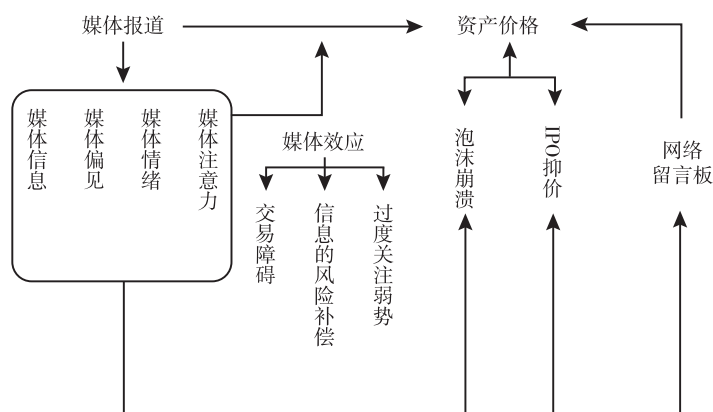 媒体报道
资产价格
媒体信息
媒体偏见
媒体情绪
媒体注意力
媒体效应
交易障碍
信息的风险补偿
过度关注弱势
泡沫崩溃
IPO抑价
网络
留言板